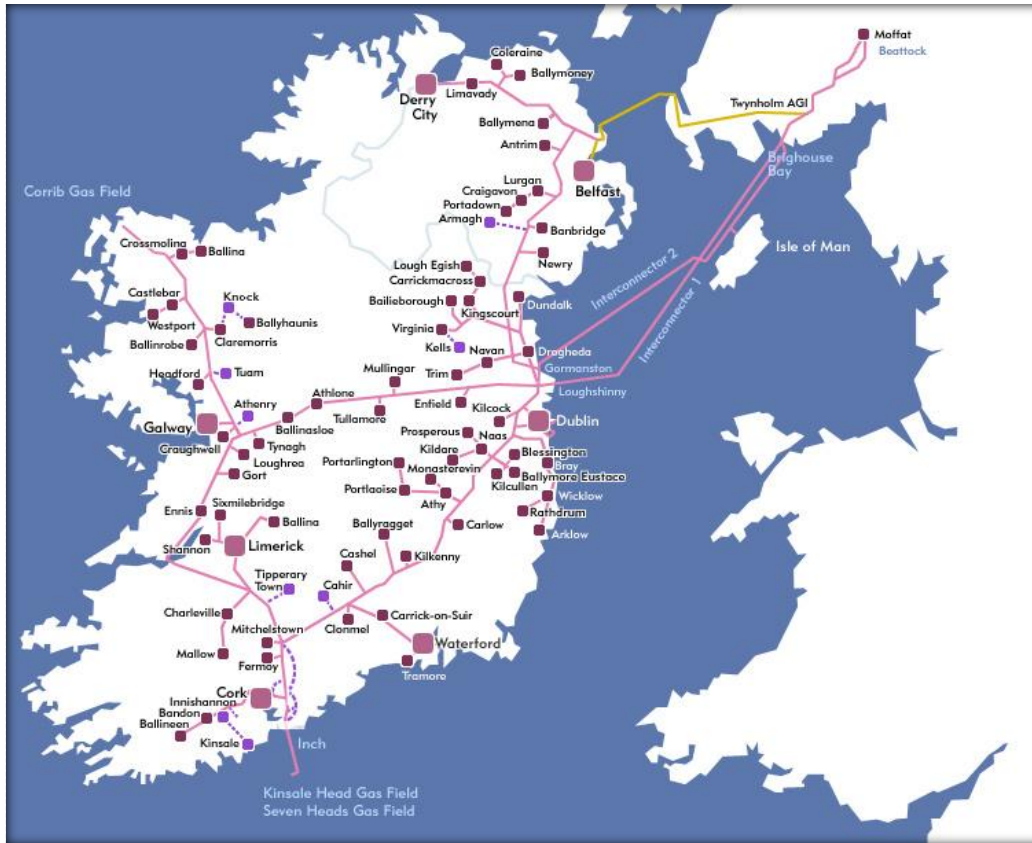 Moffat
Beattock
Coleraine
Ballymoney
Limavady
Derry
City
Twynholm AGI
Ballymena
Antrim
Brighouse
Bay
Belfast
Corrib Gas Field
Lurgan
Craigavon
Portadown
Armagh
Banbridge
Crossmolina
Ballina
Isle of Man
Newry
Lough Egish
Carrickmacross
Interconnector 2
Castlebar
Knock
Bailieborough
Dundalk
Kingscourt
Interconnector 1
Westport
Ballyhaunis
Virginia
Claremorris
Ballinrobe
Kells
Navan
Drogheda
Gormanston
Mullingar
Trim
Headford
Tuam
Loughshinny
Athlone
Athenry
Enfield
Kilcock
Tullamore
Galway
Ballinasloe
Dublin
Craughwell
Prosperous
Naas
Tynagh
Kildare
Blessington
Loughrea
Portarlington
Monasterevin
Bray
Gort
Ballymore Eustace
Kilcullen
Portlaoise
Wicklow
Athy
Sixmilebridge
Rathdrum
Ennis
Ballina
Ballyragget
Carlow
Arklow
Shannon
Limerick
Cashel
Kilkenny
Tipperary
Town
Cahir
Charleville
Carrick-on-Suir
Mitchelstown
Clonmel
Waterford
Mallow
Fermoy
Tramore
Cork
Innishannon
Bandon
Ballineen
Kinsale
Inch
Kinsale Head Gas Field
Seven Heads Gas Field